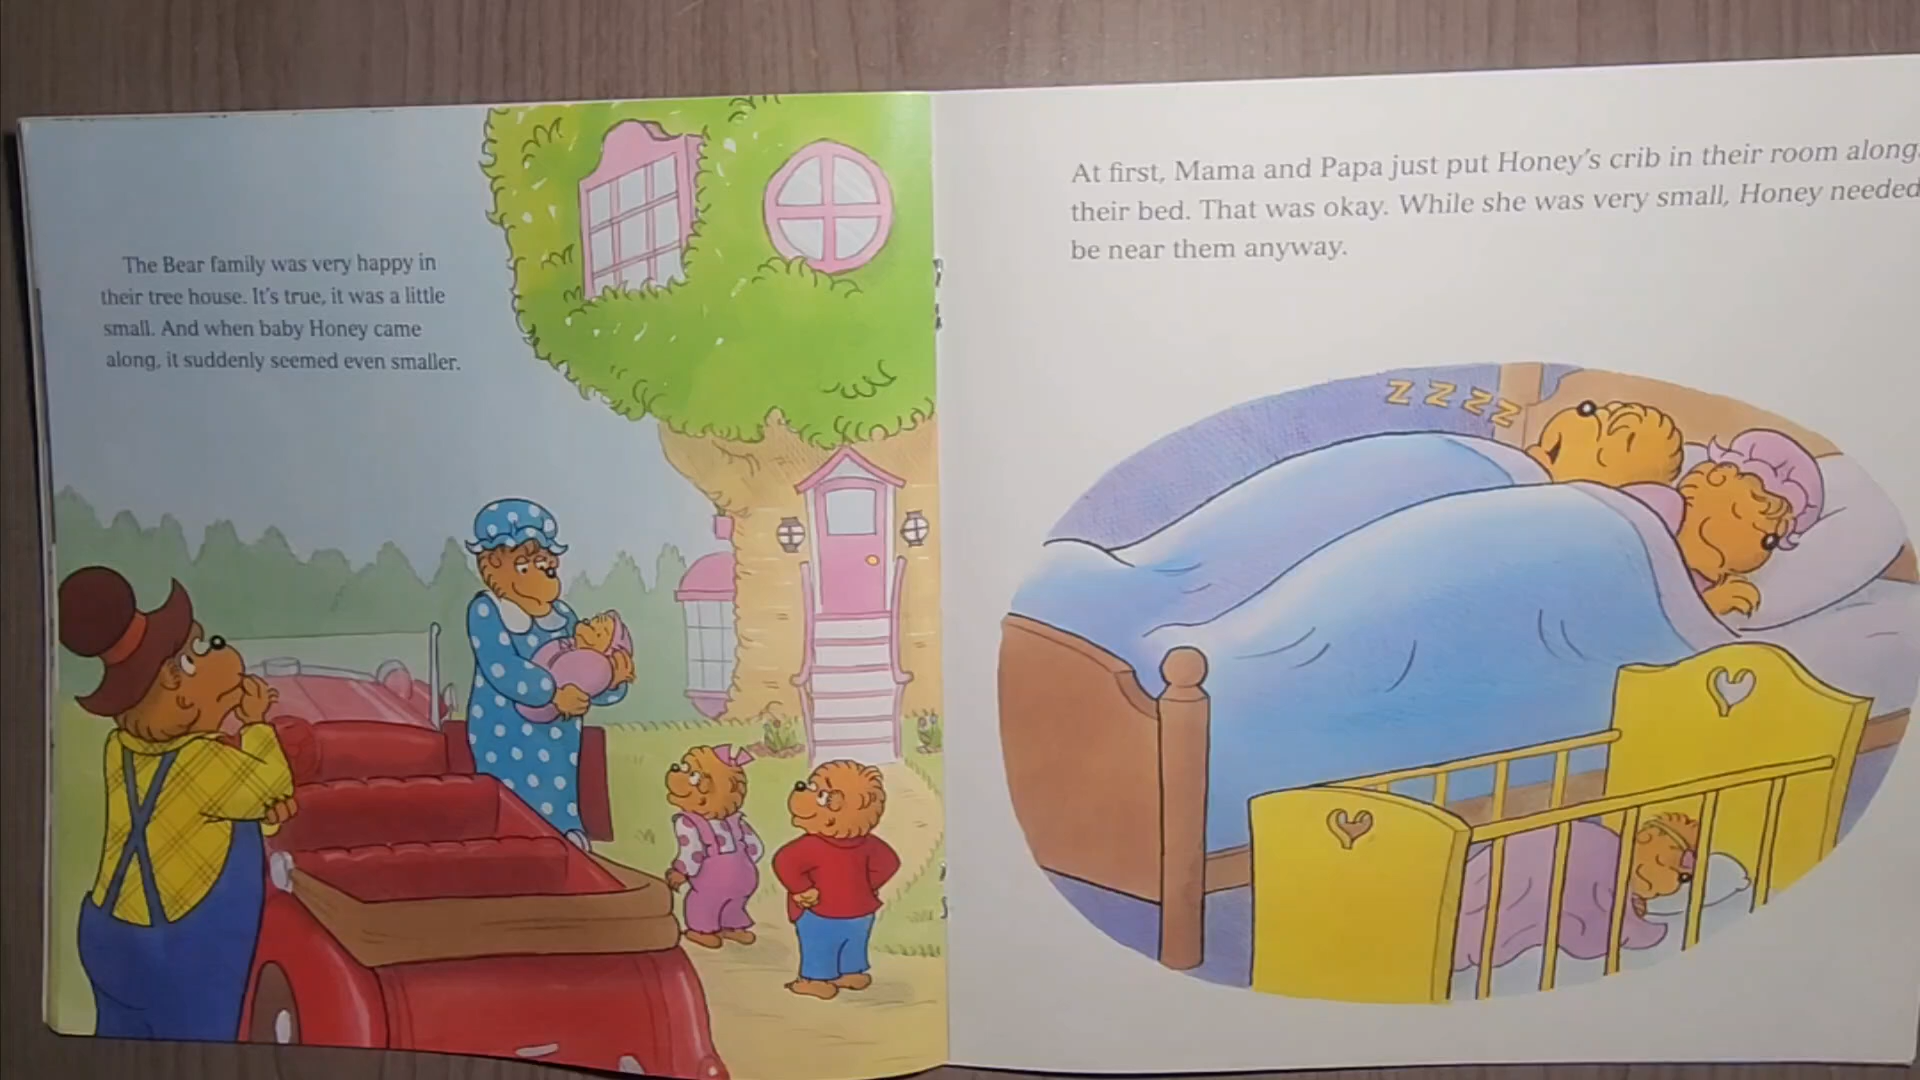 The Bear family was very happy in
their tree house. It's true, it was a little
small. And when baby Honey came
along, it suddenly seemed even smaller.
At first, Mama and Papa just put Honey's crib in their room along
their bed. That was okay. While she was very small, Honey needed
be near them anyway.
Z Z Z Z